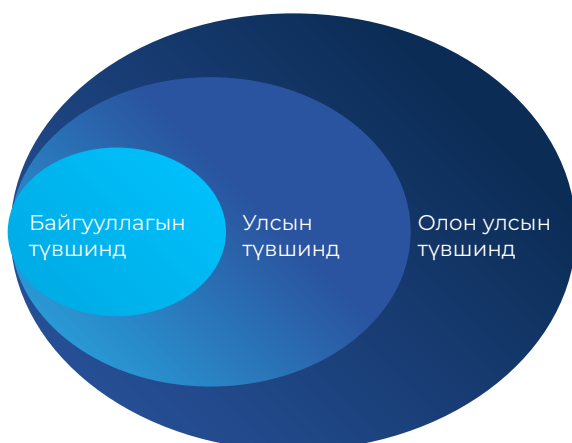 Байгууллагын
түвшинд
Улсын
түвшинд
Олон улсын
түвшинд